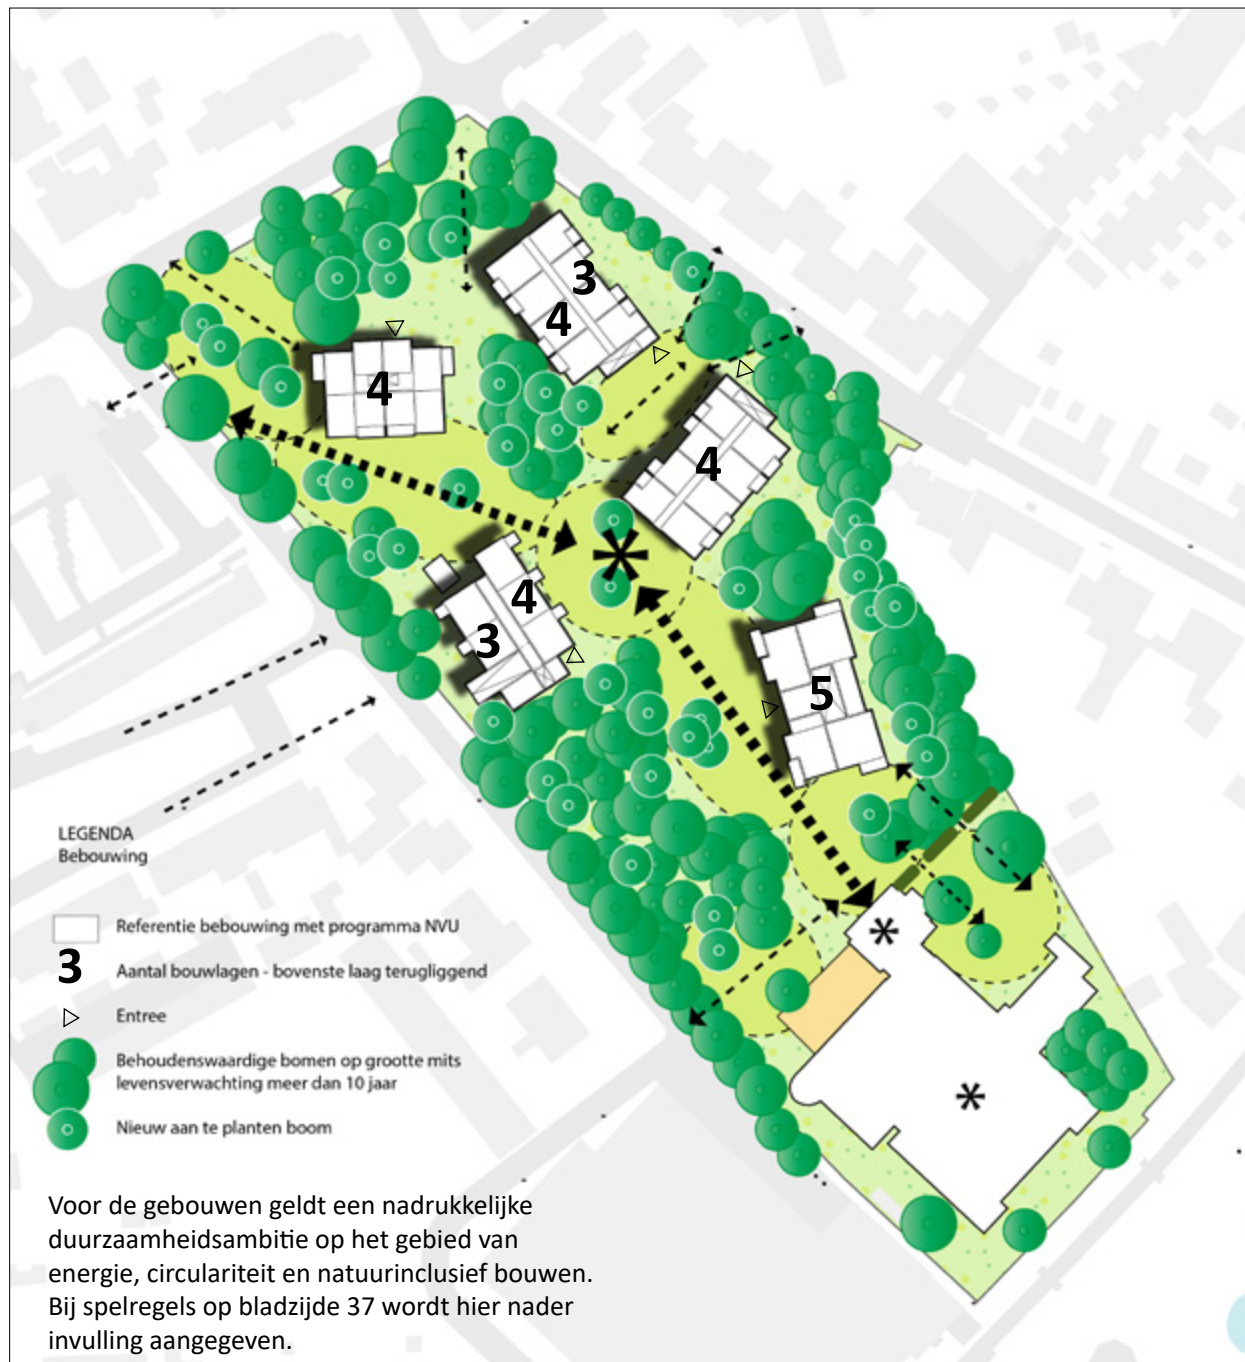 3
4
4
4
4
3
5
*
*
*
LEGENDA
Bebouwing
Referentie bebouwing met programma NVU
3 Aantal bouwlagen - bovenste laag terugliggend
Entree
Behoudenswaardige bomen op grootte mits
levensverwachting meer dan 10 jaar
Nieuw aan te planten boom
Voor de gebouwen geldt een nadrukkelijke
duurzaamheidsambitie op het gebied van
energie, circulariteit en natuurinclusief bouwen.
Bij spelregels op bladzijde 37 wordt hier nader
invulling aangegeven.